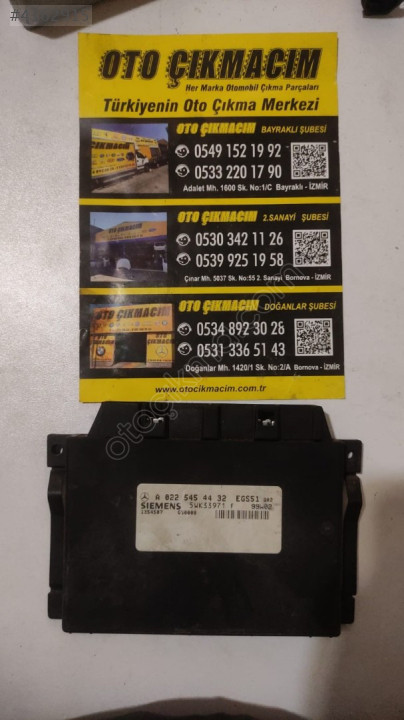 OTO ÇIKMACIM
Her Marka Otomobil Çıkma Parçaları
Türkiyenin Oto Çıkma Merkezi
OTO ÇIKMACIM BAYRAKLI ŞUBESİ
0549 152 19 92
0533 220 17 90
Adalet Mh. 1600 Sk. No:1/C Bayraklı - İZMİR
OTO ÇIKMACIM 2.SANAYİ ŞUBESİ
0530 342 11 26
0539 925 19 58
Çınar Mh. 5037 Sk. No:55 2. Sanayi Bornova - İZMİR
OTO ÇIKMACIM DOĞANLAR ŞUBESİ
0534 892 30 28
0531 336 51 43
Doğanlar Mh. 1420/1 Sk. No:2/A Bornova - İZMİR
www.otocikmacim.com.tr
A 022 545 44 32 EGS51
SIEMENS 5WK33971 F